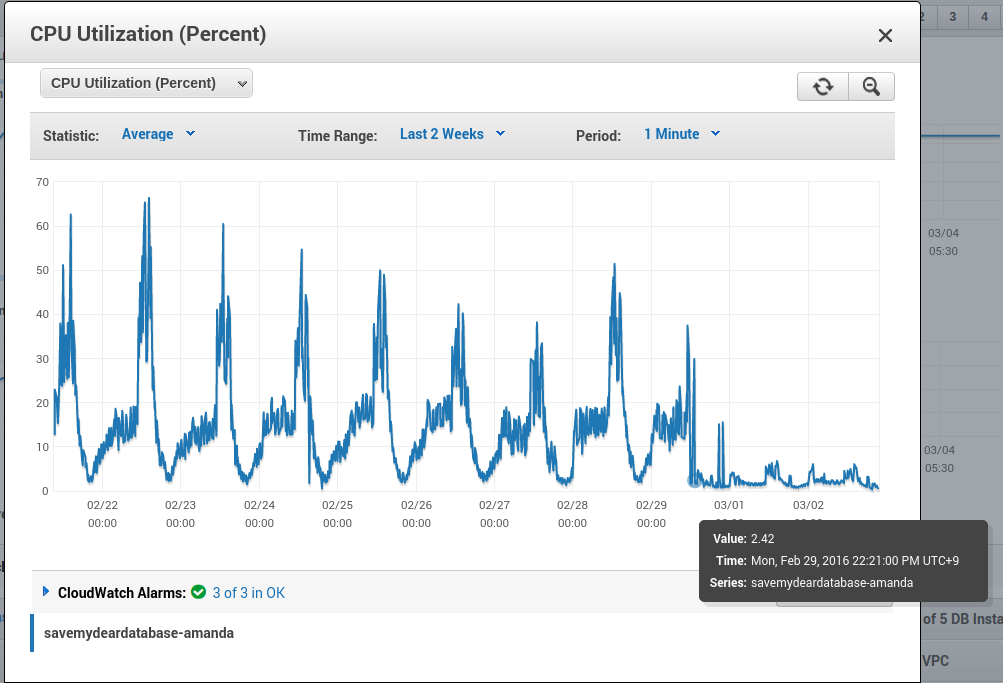 CPU Utilization (Percent)
2 3 4
CPU Utilization (Percent)
Statistic: Average Time Range: Last 2 Weeks Period: 1 Minute
70
60
50
40
30
20
10
0
02/22 02/23 02/24 02/25 02/26 02/27 02/28 02/29 03/01 03/02
00:00 00:00 00:00 00:00 00:00 00:00 00:00 00:00
03/04
05:30
03/04
05:30
Value: 2.42
Time: Mon, Feb 29, 2016 22:21:00 PM UTC+9
Series: savemydeardatabase-amanda
CloudWatch Alarms: 3 of 3 in OK
savemydeardatabase-amanda
of 5 DB Insta
VPC